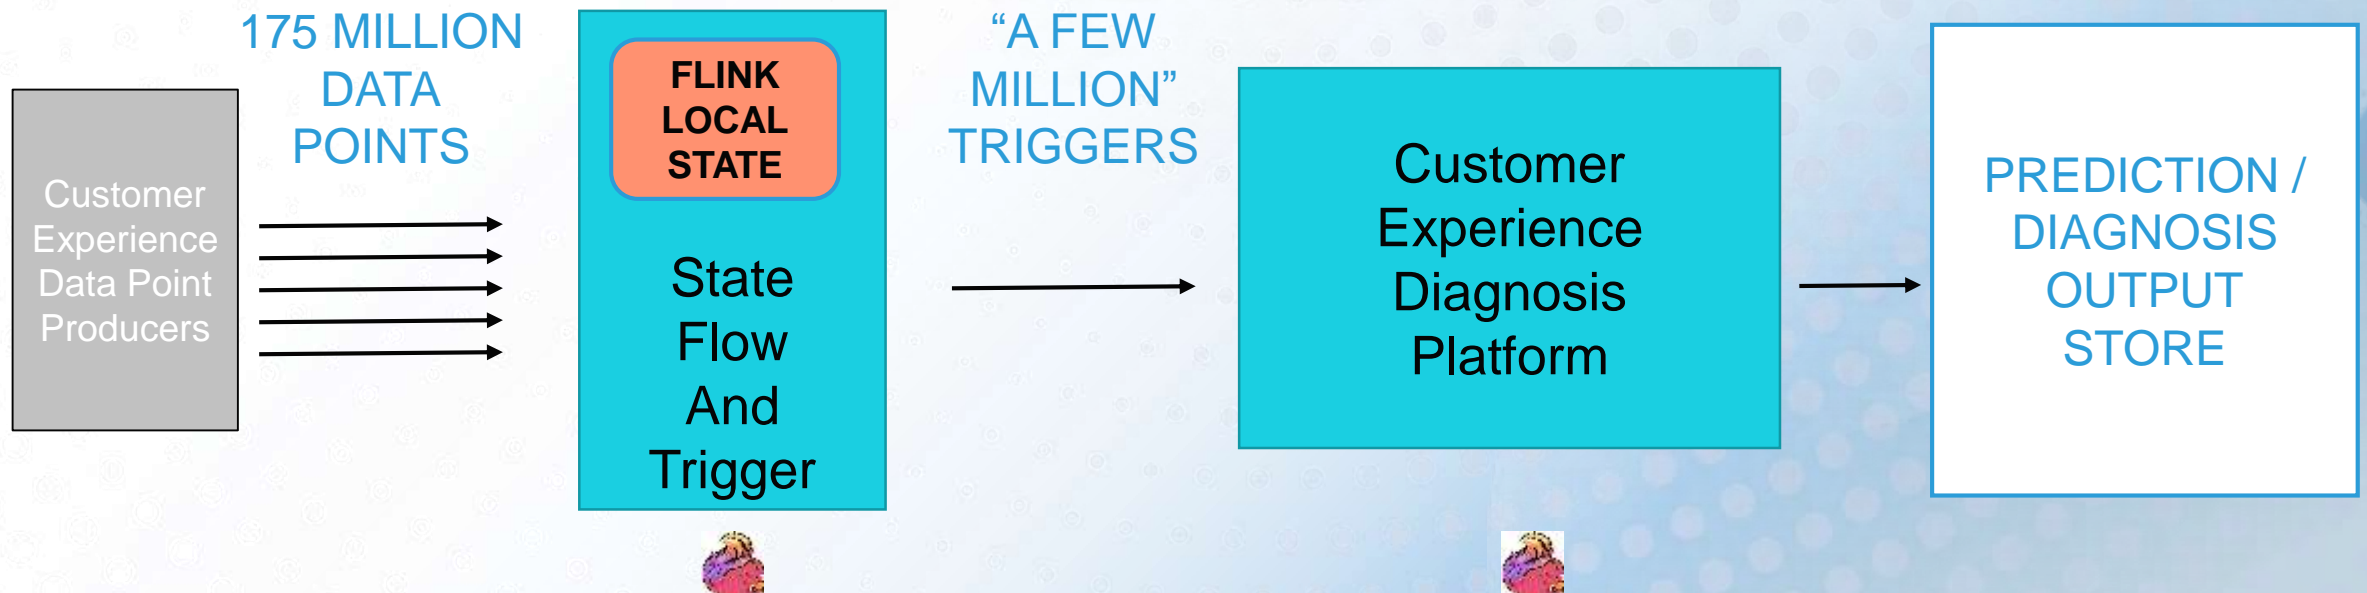 Customer
Experience
Data Point
Producers
175 MILLION
DATA
POINTS
FLINK
LOCAL
STATE
State
Flow
And
Trigger
“A FEW
MILLION”
TRIGGERS
Customer
Experience
Diagnosis
Platform
PREDICTION /
DIAGNOSIS
OUTPUT
STORE